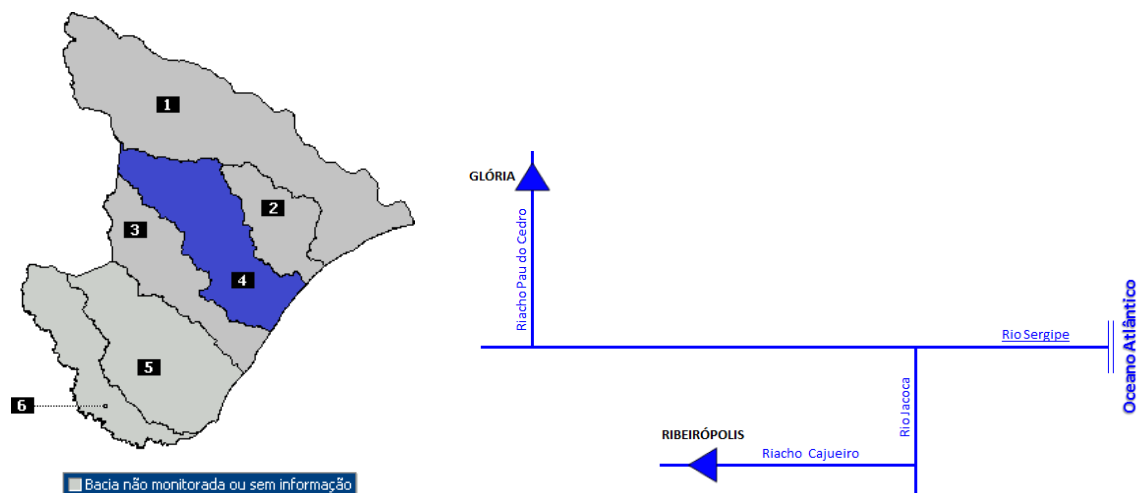 1
2
3
4
5
6
Bacia não monitorada ou sem informação
GLÓRIA
Riacho Pau do Cedro
Rio Sergipe
Oceano Atlântico
Rio Jacoca
RIBEIRÓPOLIS
Riacho Cajueiro